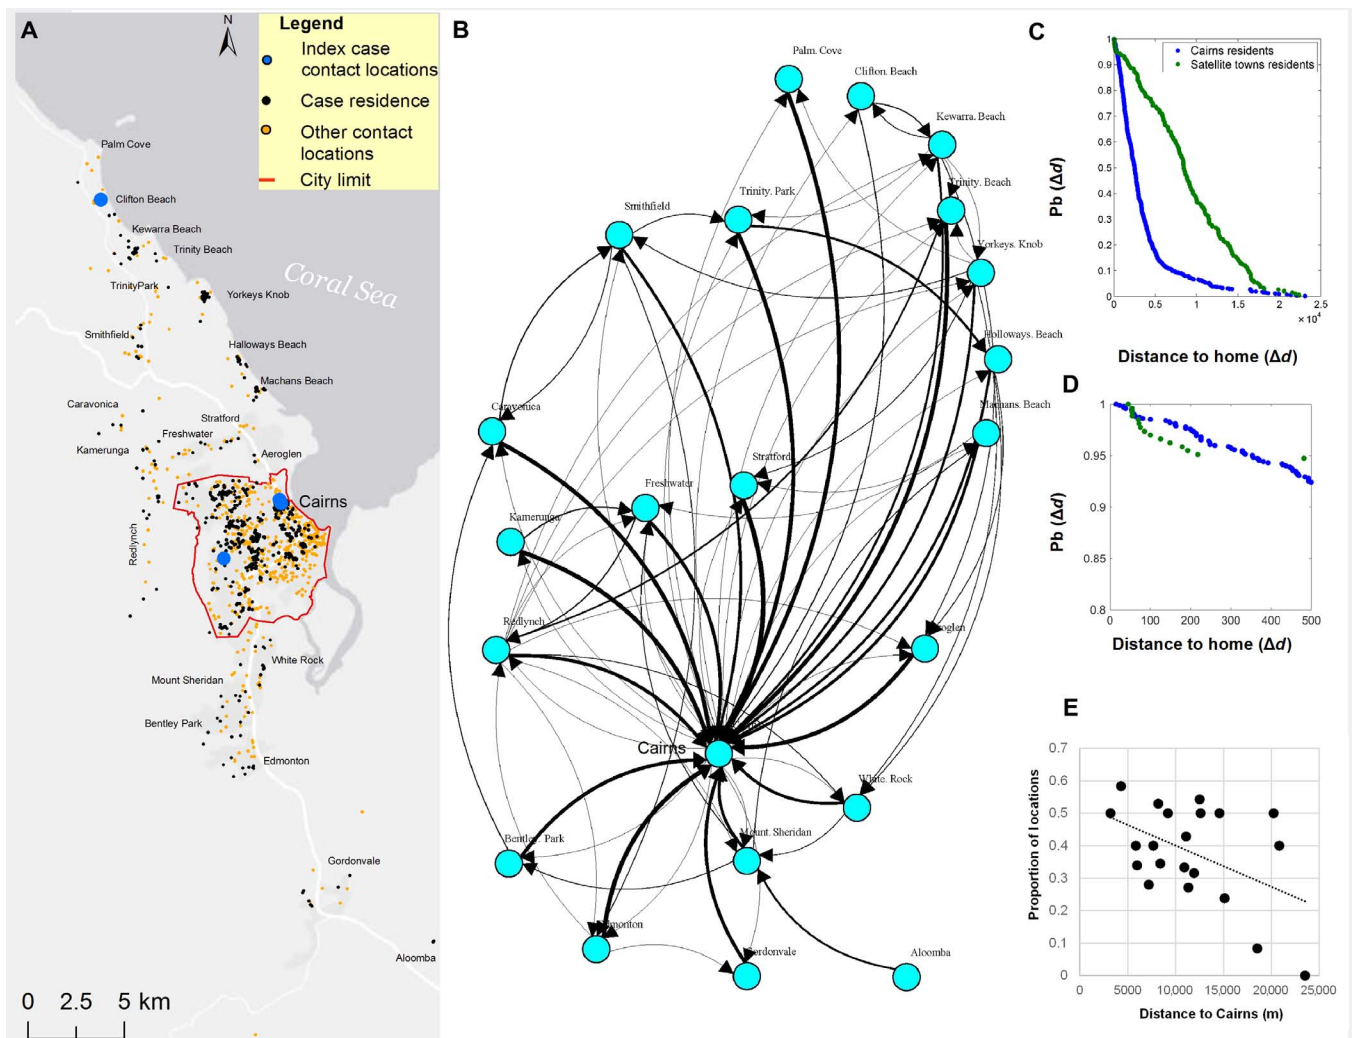 A
N
Legend
Index case
contact locations
Case residence
Other contact
locations
City limit
Palm Cove
Clifton Beach
Kewarra Beach
Trinity Beach
TrinityPark
Yorkeys Knob
Coral Sea
Smithfield
Halloways Beach
Machans Beach
Caravonica
Stratford
Freshwater
Kamerunga
Aeroglen
Cairns
Redlynch
White Rock
Mount Sheridan
Bentley Park
Edmonton
Gordonvale
Aloomba
0 2.5 5 km
B
Palm. Cove
Clifton. Beach
Kewarra. Beach
Trinity. Beach
Trinity. Park
Smithfield
Yorkeys. Knob
Holloways. Beach
Caravonica
Machans. Beach
Stratford
Freshwater
Kamerunga
Redlynch
Cairns
White. Rock
Mount. Sheridan
Bentley. Park
Aloomba
C
Cairns residents
Satellite towns residents
Pb (Δd)
1
0.9
0.8
0.7
0.6
0.5
0.4
0.3
0.2
0.1
0
0 0.5 1 1.5 2 2.5
× 10⁴
Distance to home (Δd)
D
Pb (Δd)
1
0.95
0.9
0.85
0.8
0 100 200 300 400 500
Distance to home (Δd)
E
Proportion of locations
0.7
0.6
0.5
0.4
0.3
0.2
0.1
0
0 5000 10,000 15,000 20,000 25,000
Distance to Cairns (m)